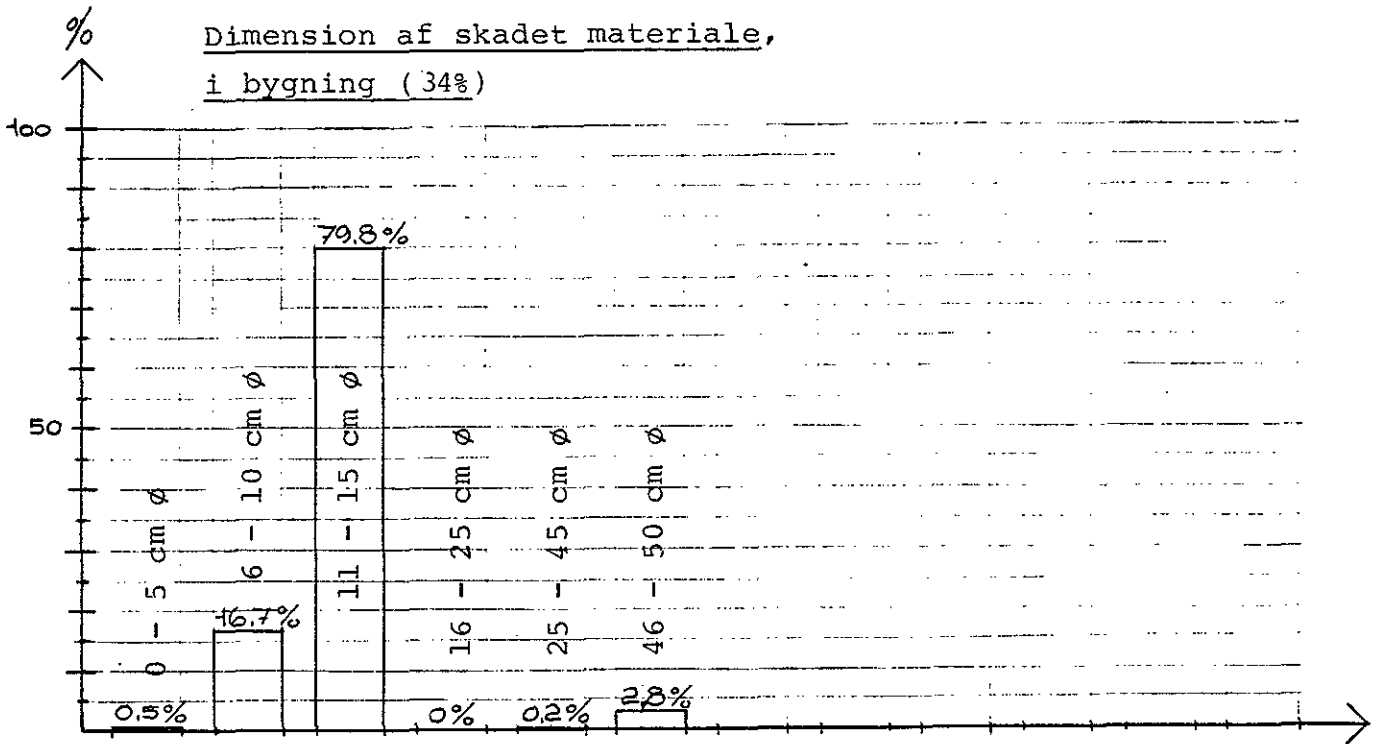 %
Dimension af skadet materiale,
i bygning (34%)
100
50
79.8%
16.7%
0.5%
0%
0,2%
2,8%
0 - 5 cm ø
6 - 10 cm ø
11 - 15 cm ø
16 - 25 cm ø
25 - 45 cm ø
46 - 50 cm ø